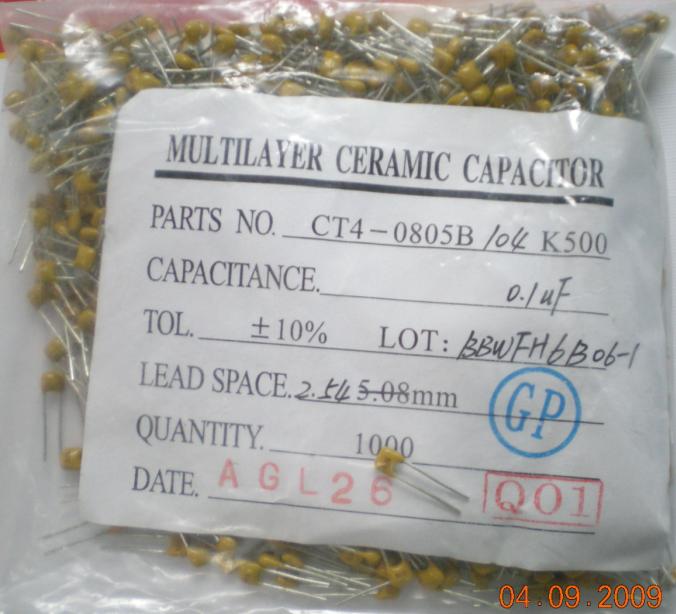 MULTILAYER CERAMIC CAPACITOR
PARTS NO. CT4-0805B 104 K500
CAPACITANCE. 0.1uF
TOL. ±10% LOT: BBWFH6B06-1
LEAD SPACE. 2.54 5.08mm
GP
QUANTITY. 1000
DATE. AGL26 Q01
04.09.2009